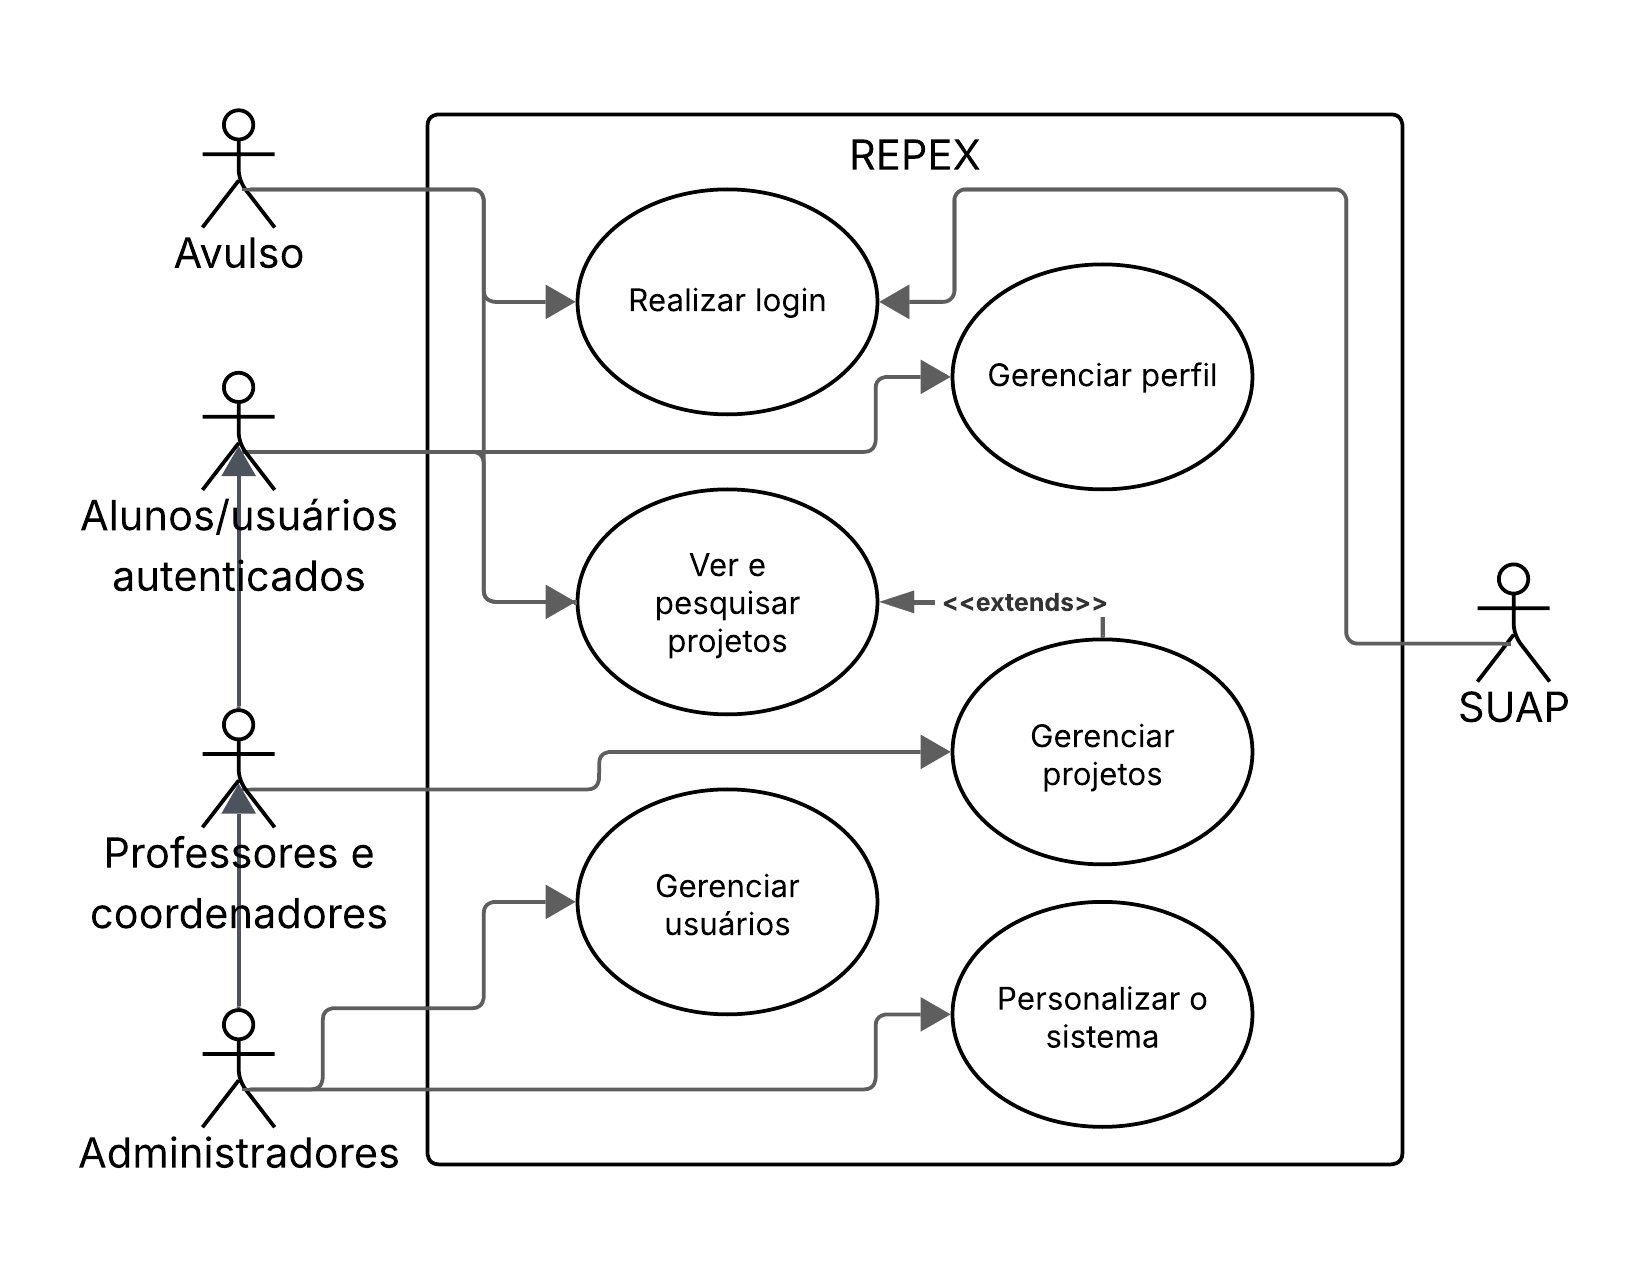 REPEX
Avulso
Realizar login
Gerenciar perfil
Alunos/usuários
autenticados
Ver e
pesquisar
projetos
<<extends>>
SUAP
Gerenciar
projetos
Professores e
coordenadores
Gerenciar
usuários
Personalizar o
sistema
Administradores